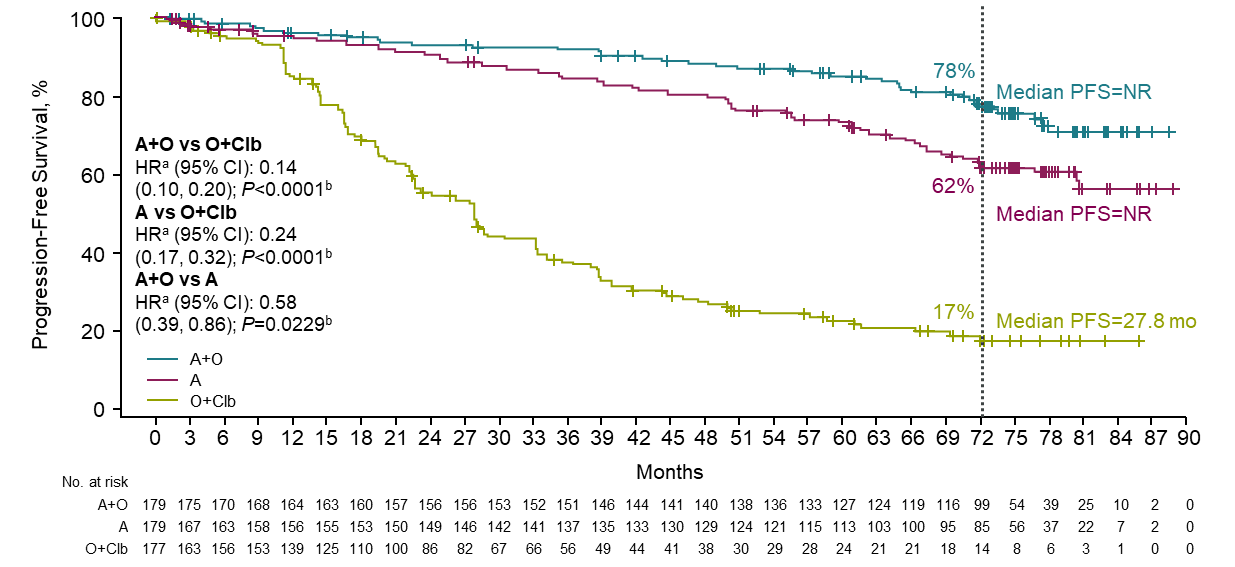 Progression-Free Survival, %
100
80
60
40
20
0
78%
Median PFS=NR
62%
Median PFS=NR
17%
Median PFS=27.8 mo
A+O vs O+Clb
HRᵃ (95% CI): 0.14
(0.10, 0.20); P<0.0001ᵇ
A vs O+Clb
HRᵃ (95% CI): 0.24
(0.17, 0.32); P<0.0001ᵇ
A+O vs A
HRᵃ (95% CI): 0.58
(0.39, 0.86); P=0.0229ᵇ
A+O
A
O+Clb
0 3 6 9 12 15 18 21 24 27 30 33 36 39 42 45 48 51 54 57 60 63 66 69 72 75 78 81 84 87 90
Months
No. at risk
A+O 179 175 170 168 164 163 160 157 156 156 153 152 151 146 144 141 140 138 136 133 127 124 119 116 99 54 39 25 10 2 0
A 179 167 163 158 156 155 153 150 149 146 142 141 137 135 133 130 129 124 121 115 113 103 100 95 85 56 37 22 7 2 0
O+Clb 177 163 156 153 139 125 110 100 86 82 67 66 56 49 44 41 38 30 29 28 24 21 21 18 14 8 6 3 1 0 0